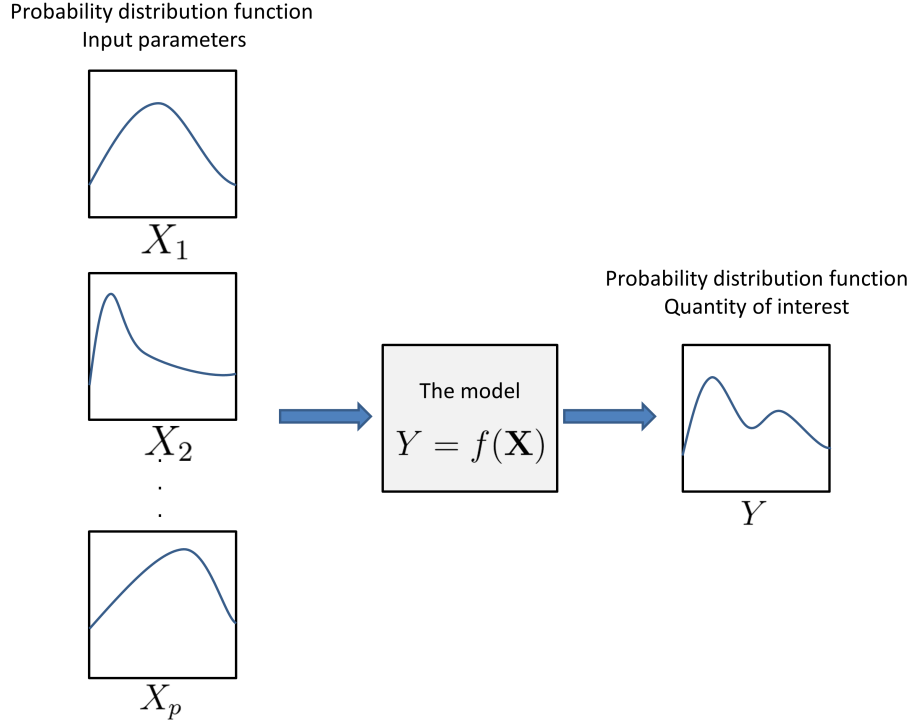 Probability distribution function
Input parameters
X₁
X₂
.
.
.
Xₚ
The model
Y = f(𝐗)
Probability distribution function
Quantity of interest
Y